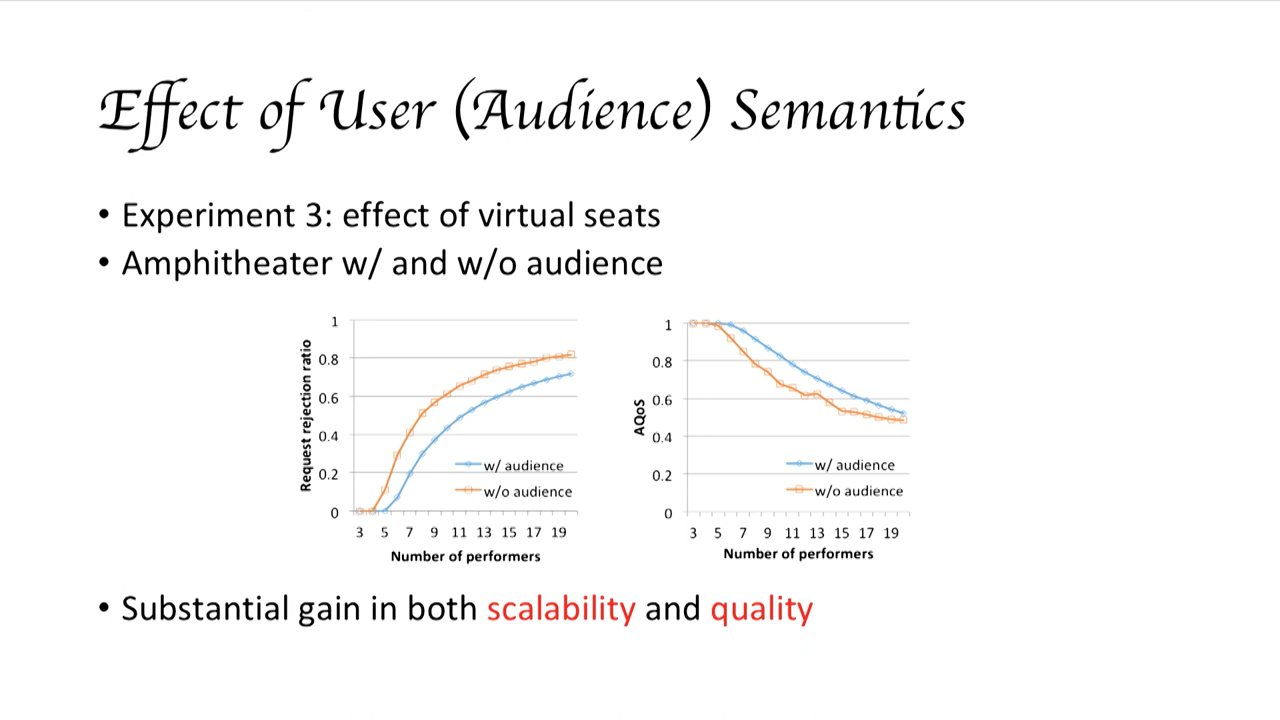 Effect of User (Audience) Semantics
• Experiment 3: effect of virtual seats
• Amphitheater w/ and w/o audience
Request rejection ratio
1
0.8
0.6
0.4
0.2
0
w/ audience
w/o audience
3 5 7 9 11 13 15 17 19
Number of performers
AQoS
1
0.8
0.6
0.4
0.2
0
w/ audience
w/o audience
3 5 7 9 11 13 15 17 19
Number of performers
• Substantial gain in both scalability and quality